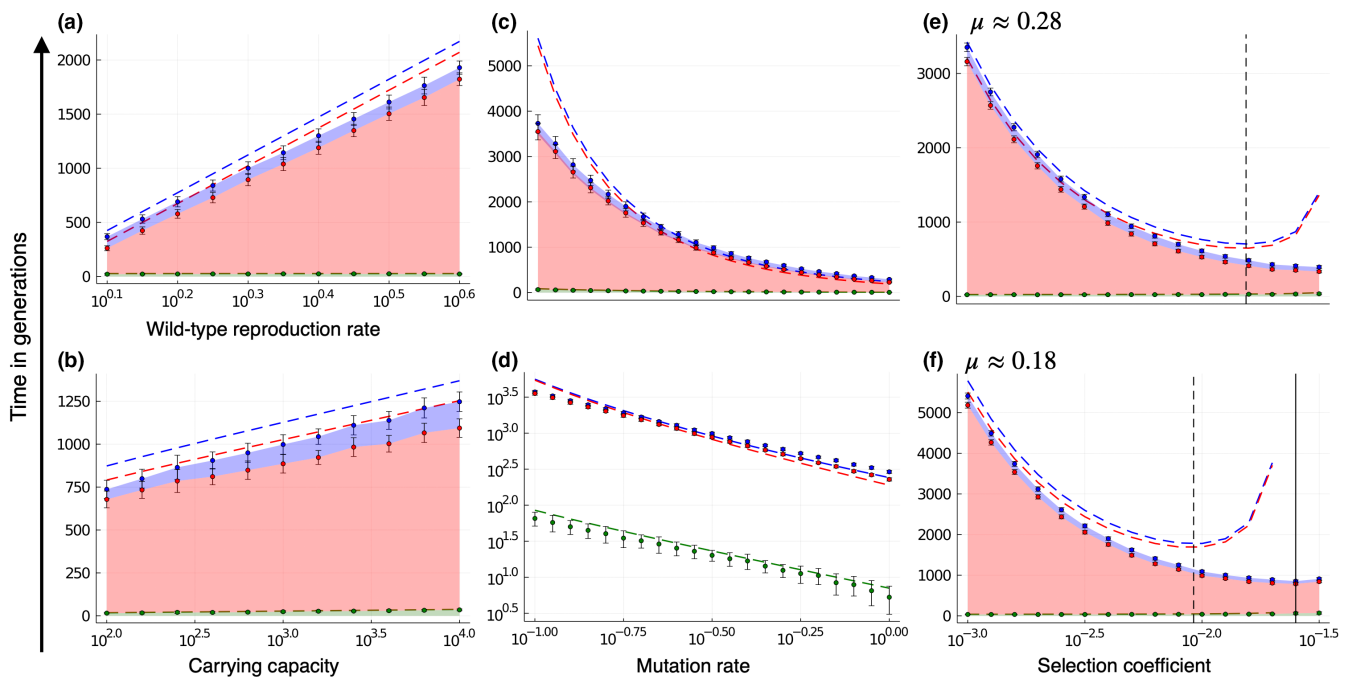 (a)
2000
1500
1000
500
0
10^0.1 10^0.2 10^0.3 10^0.4 10^0.5 10^0.6
Wild-type reproduction rate
(b)
1250
1000
750
500
250
0
10^2.0 10^2.5 10^3.0 10^3.5 10^4.0
Carrying capacity
Time in generations
(c)
5000
4000
3000
2000
1000
0
(d)
10^3.5
10^3.0
10^2.5
10^2.0
10^1.5
10^1.0
10^0.5
10^-1.00 10^-0.75 10^-0.50 10^-0.25 10^0.00
Mutation rate
(e) μ ≈ 0.28
3000
2000
1000
0
(f) μ ≈ 0.18
5000
4000
3000
2000
1000
0
10^-3.0 10^-2.5 10^-2.0 10^-1.5
Selection coefficient